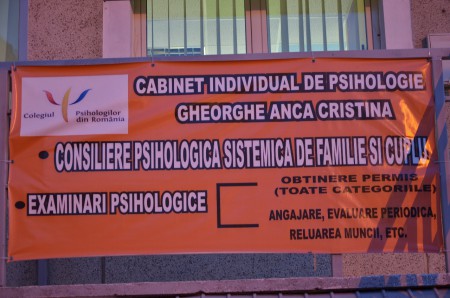 CABINET INDIVIDUAL DE PSIHOLOGIE
GHEORGHE ANCA CRISTINA
Colegiul Psihologilor
din România
• CONSILIERE PSIHOLOGICA SISTEMICA DE FAMILIE SI CUPLU
• EXAMINARI PSIHOLOGICE
OBTINERE PERMIS
(TOATE CATEGORIILE)
ANGAJARE, EVALUARE PERIODICA,
RELUAREA MUNCII, ETC.